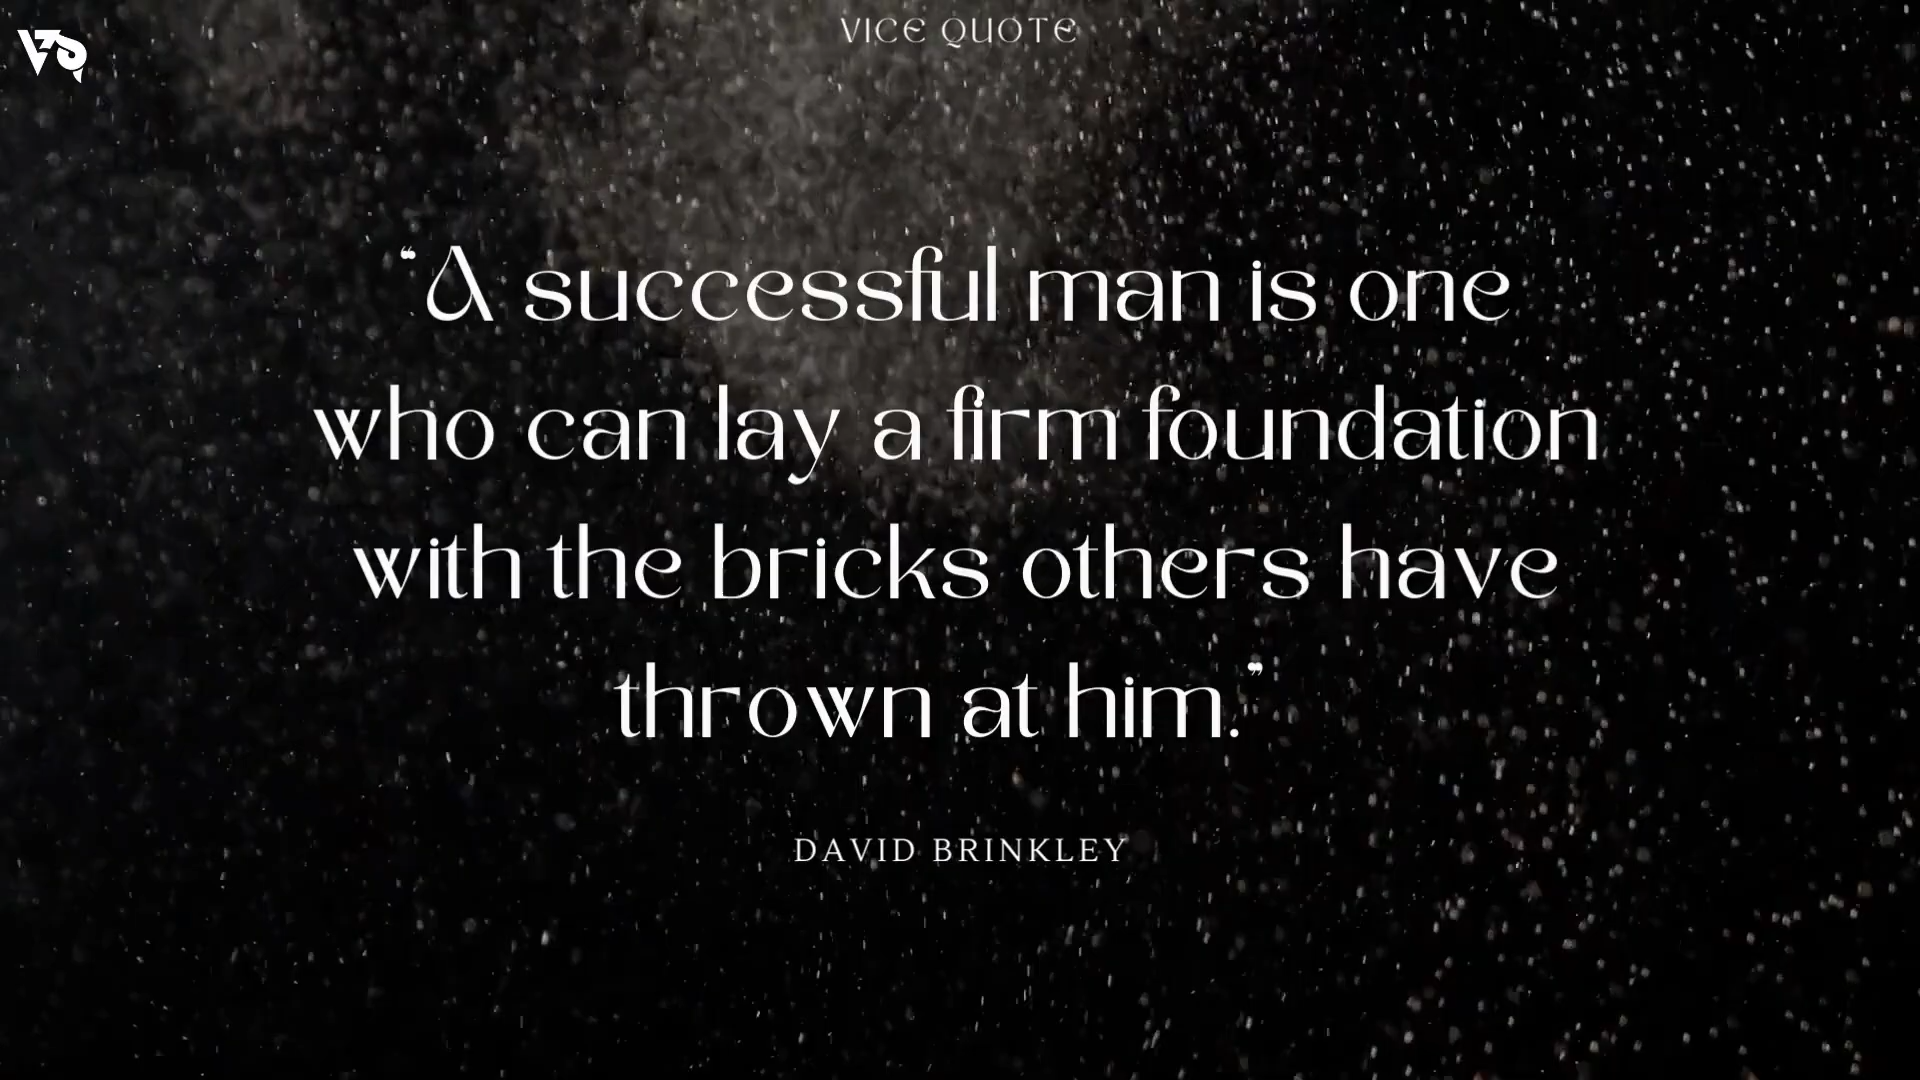 VICE QUOTE
VQ
“A successful man is one
who can lay a firm foundation
with the bricks others have
thrown at him.”
DAVID BRINKLEY